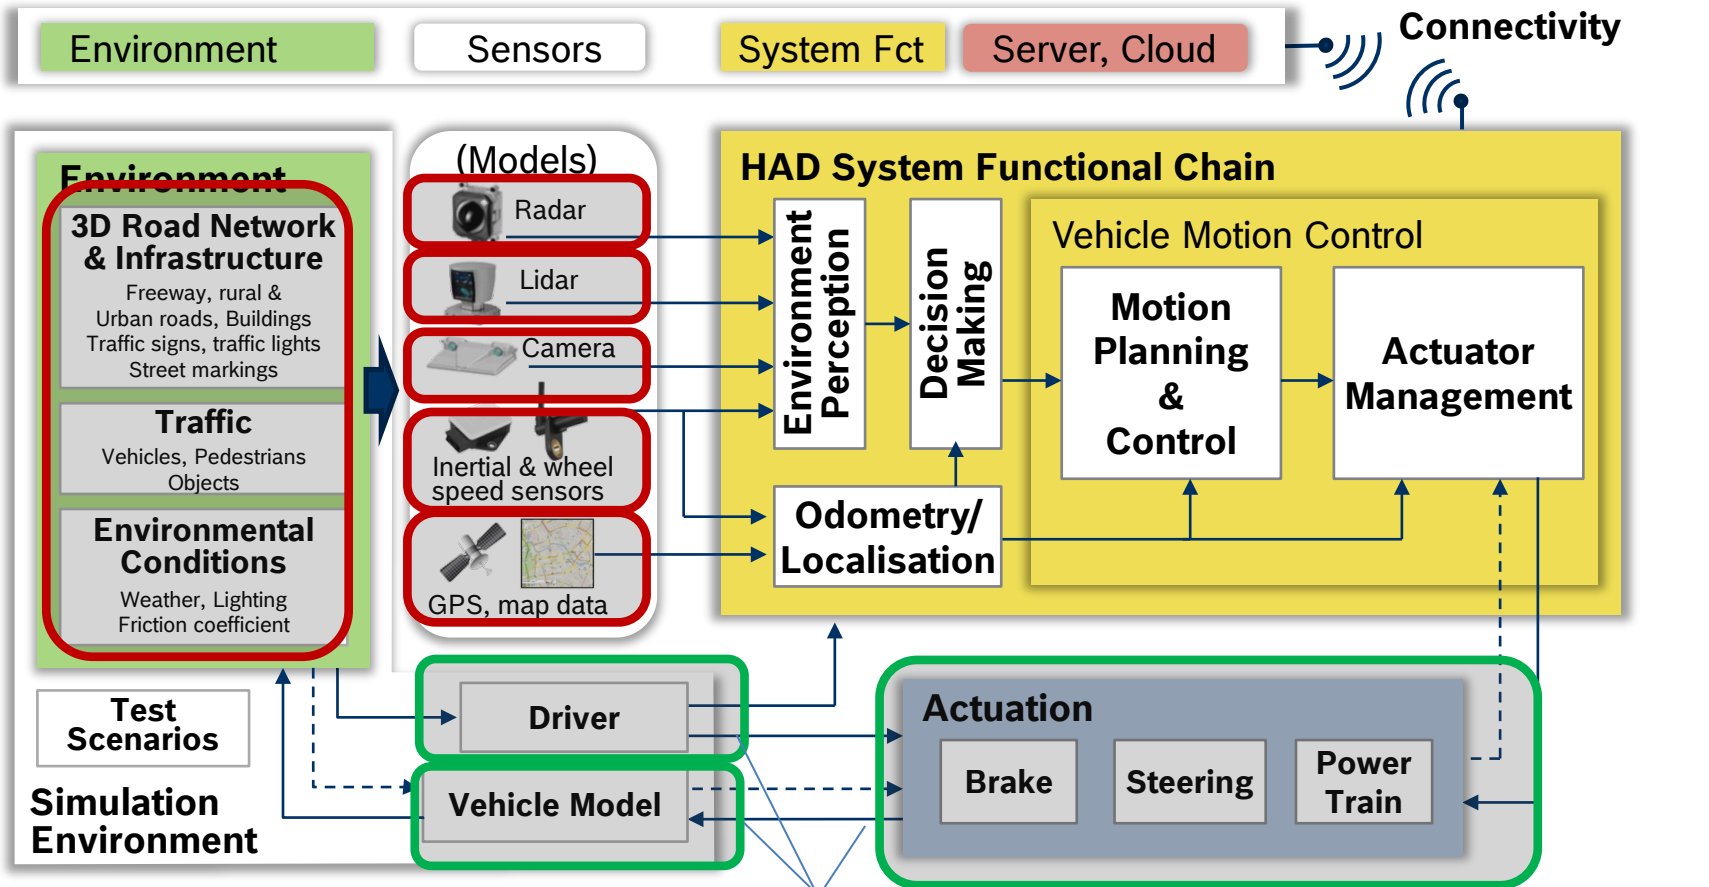 Environment
Sensors
System Fct
Server, Cloud
Connectivity
Environment
3D Road Network
& Infrastructure
Freeway, rural &
Urban roads, Buildings
Traffic signs, traffic lights
Street markings
Traffic
Vehicles, Pedestrians
Objects
Environmental
Conditions
Weather, Lighting
Friction coefficient
Test
Scenarios
Simulation
Environment
(Models)
Radar
Lidar
Camera
Inertial & wheel
speed sensors
GPS, map data
Driver
Vehicle Model
HAD System Functional Chain
Environment
Perception
Decision
Making
Odometry/
Localisation
Vehicle Motion Control
Motion
Planning
&
Control
Actuator
Management
Actuation
Brake
Steering
Power
Train